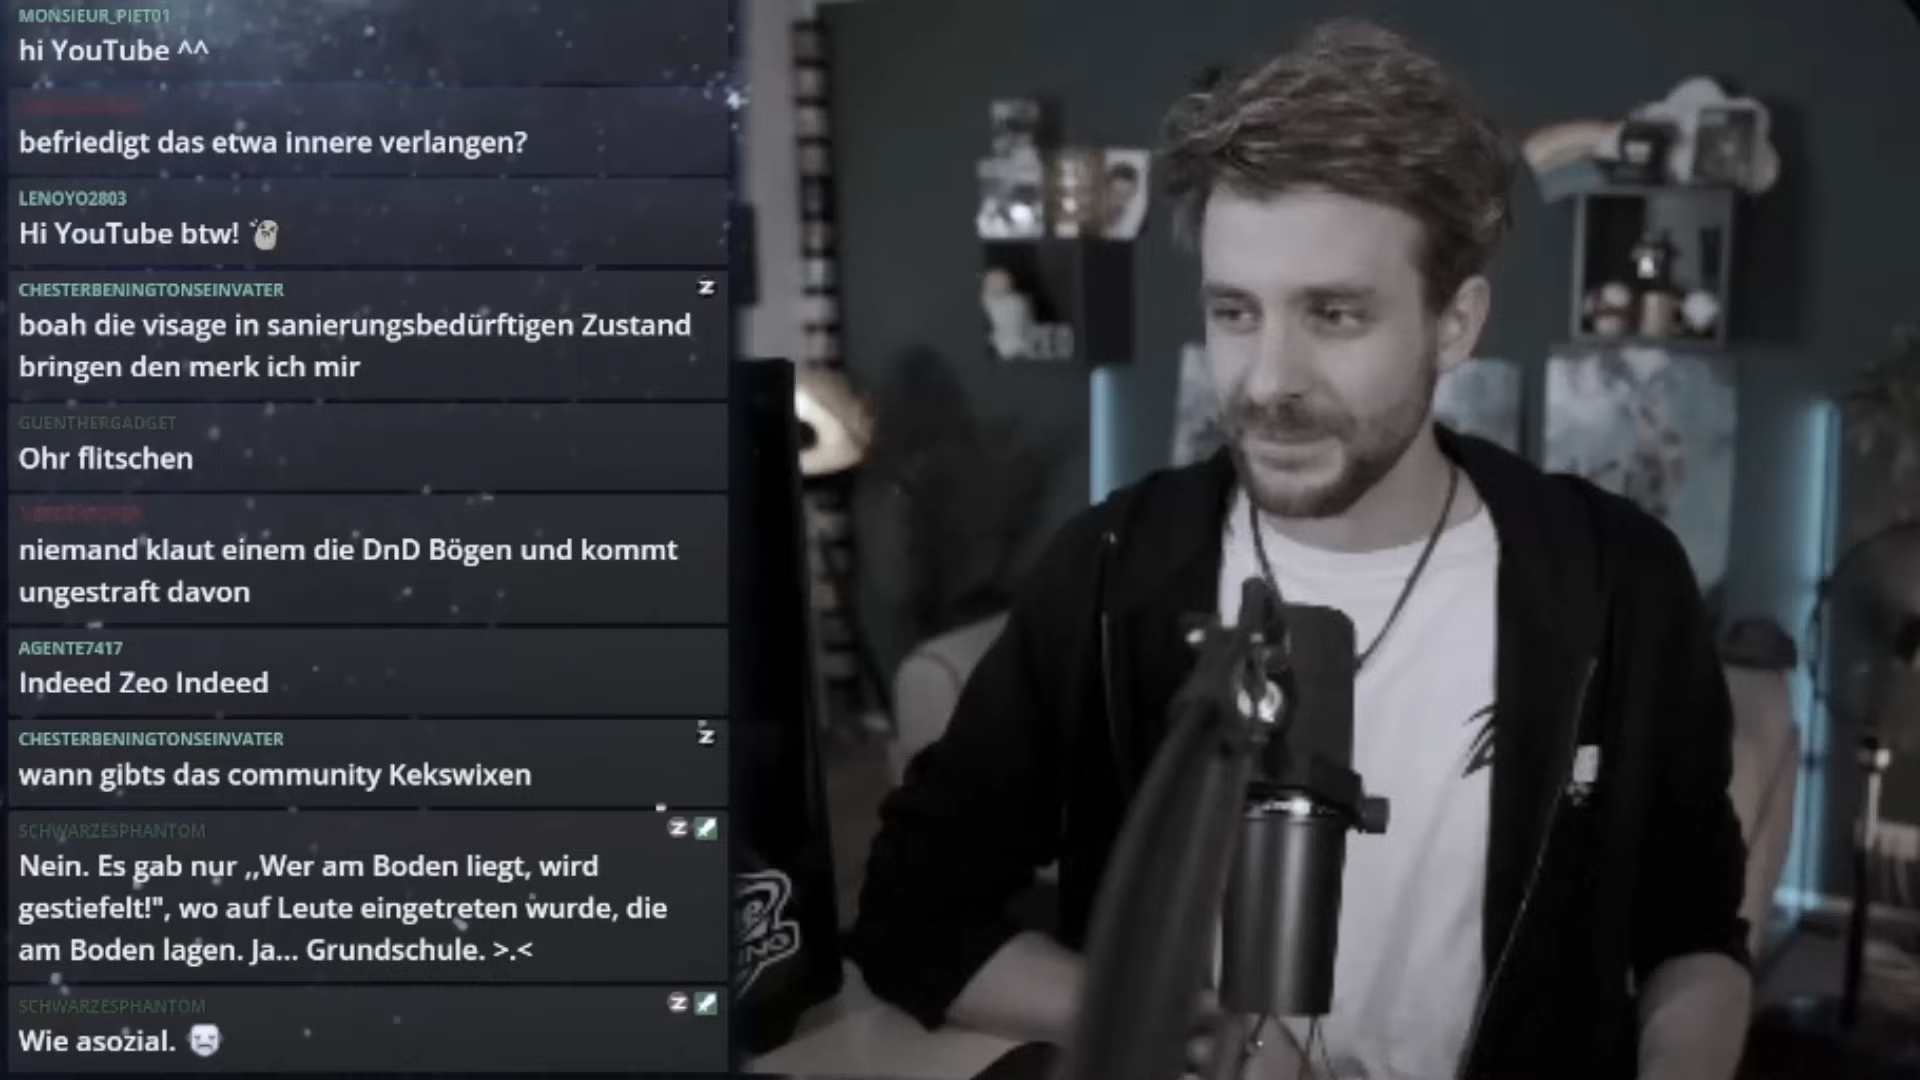 MONSIEUR_PIET01
hi YouTube ^^
befriedigt das etwa innere verlangen?
LENOYO2803
Hi YouTube btw!
CHESTERBENINGTONSEINVATER
boah die visage in sanierungsbedürftigen Zustand
bringen den merk ich mir
GUENTHERGADGET
Ohr flitschen
niemand klaut einem die DnD Bögen und kommt
ungestraft davon
AGENTE7417
Indeed Zeo Indeed
CHESTERBENINGTONSEINVATER
wann gibts das community Kekswixen
SCHWARZESPHANTOM
Nein. Es gab nur ,,Wer am Boden liegt, wird
gestiefelt!", wo auf Leute eingetreten wurde, die
am Boden lagen. Ja... Grundschule. >.<
SCHWARZESPHANTOM
Wie asozial.